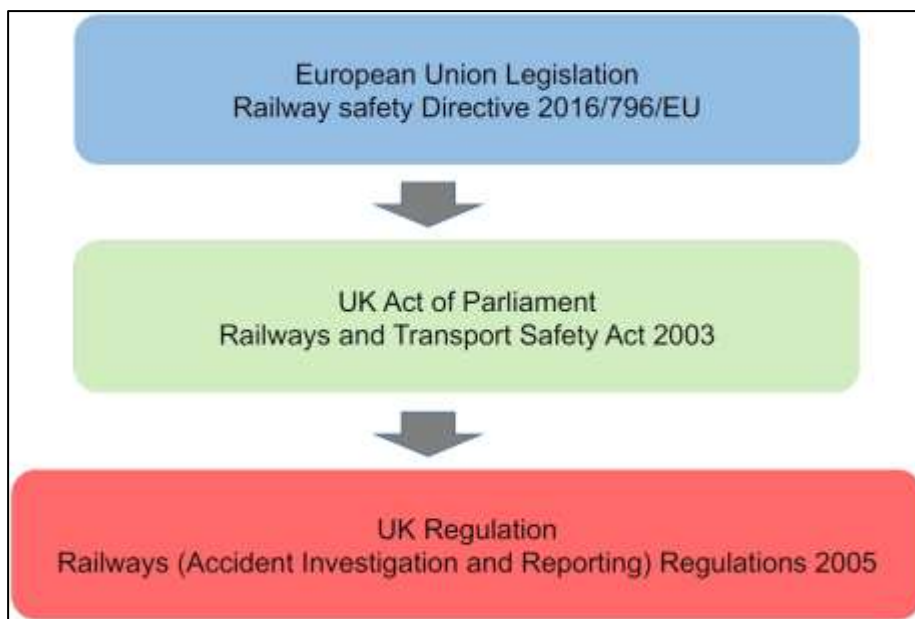 European Union Legislation
Railway safety Directive 2016/796/EU
UK Act of Parliament
Railways and Transport Safety Act 2003
UK Regulation
Railways (Accident Investigation and Reporting) Regulations 2005